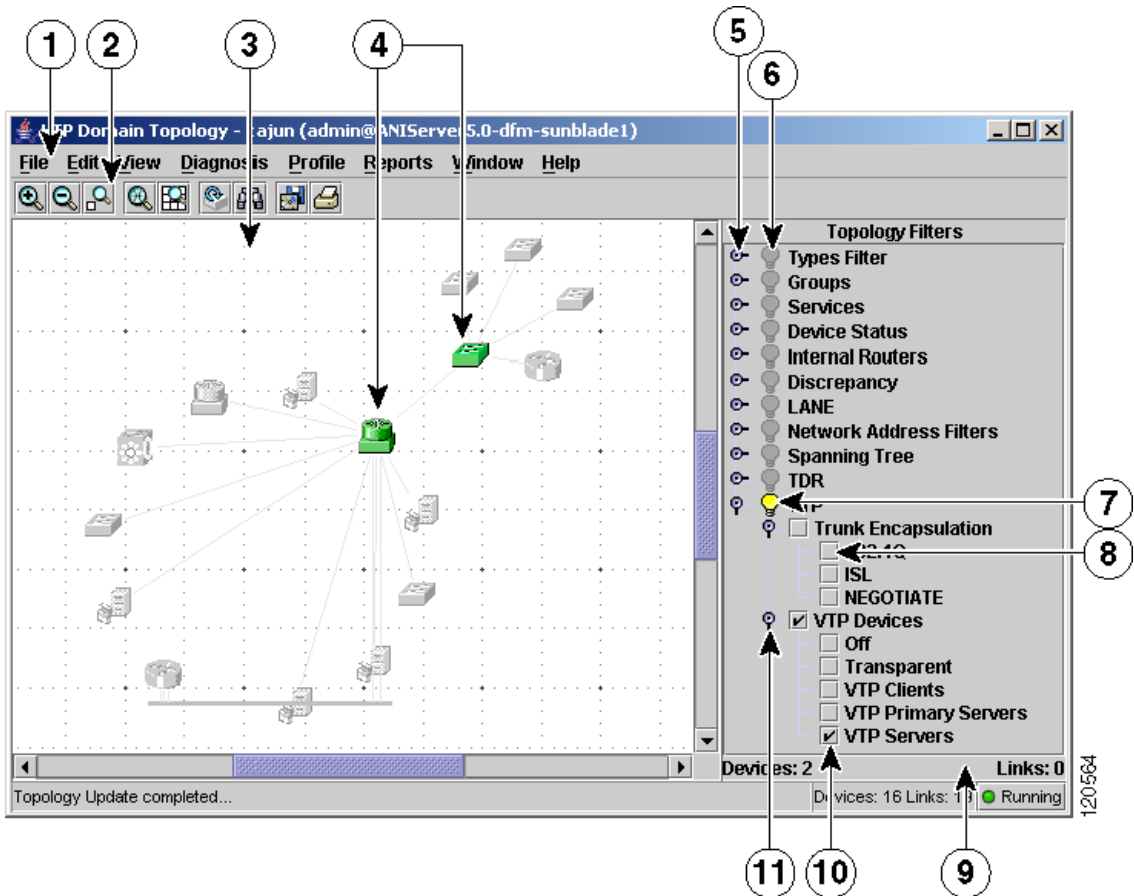 1 2 3 4 5 6
Domain Topology - cajun (admin@ANIServer5.0-dfm-sunblade1)
File Edit View Diagnosis Profile Reports Window Help
Topology Filters
Types Filter
Groups
Services
Device Status
Internal Routers
Discrepancy
LANE
Network Address Filters
Spanning Tree
TDR
7
Trunk Encapsulation
8
ISL
NEGOTIATE
VTP Devices
Off
Transparent
VTP Clients
VTP Primary Servers
VTP Servers
Devices: 2 Links: 0
Topology Update completed... Devices: 16 Links: Running
120564
11 10 9